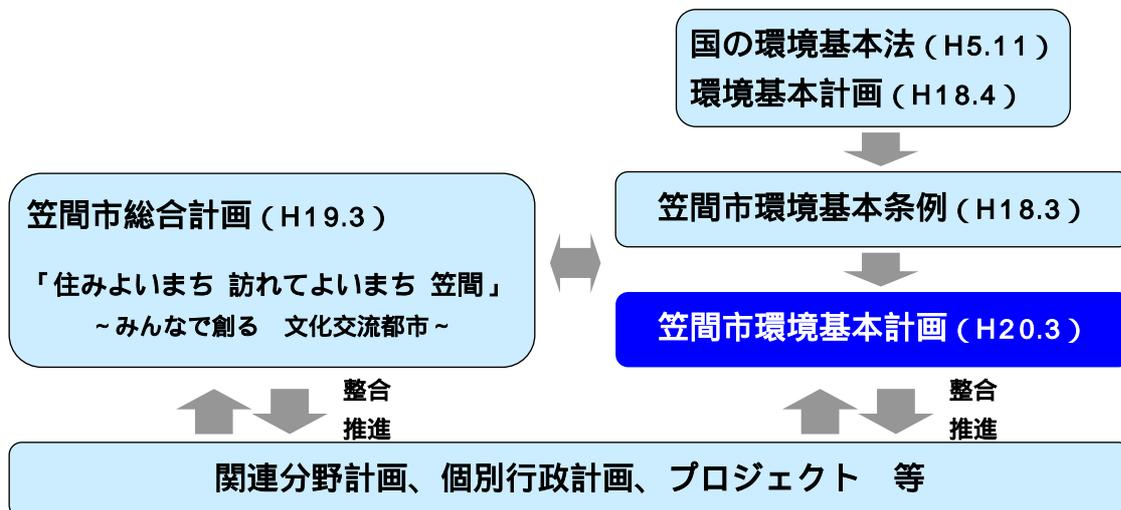 国の環境基本法(H5.11)
環境基本計画(H18.4)
笠間市環境基本条例(H18.3)
笠間市総合計画(H19.3)
「住みよいまち 訪れてよいまち 笠間」
~みんなで創る 文化交流都市~
笠間市環境基本計画(H20.3)
整合
推進
整合
推進
関連分野計画、個別行政計画、プロジェクト 等